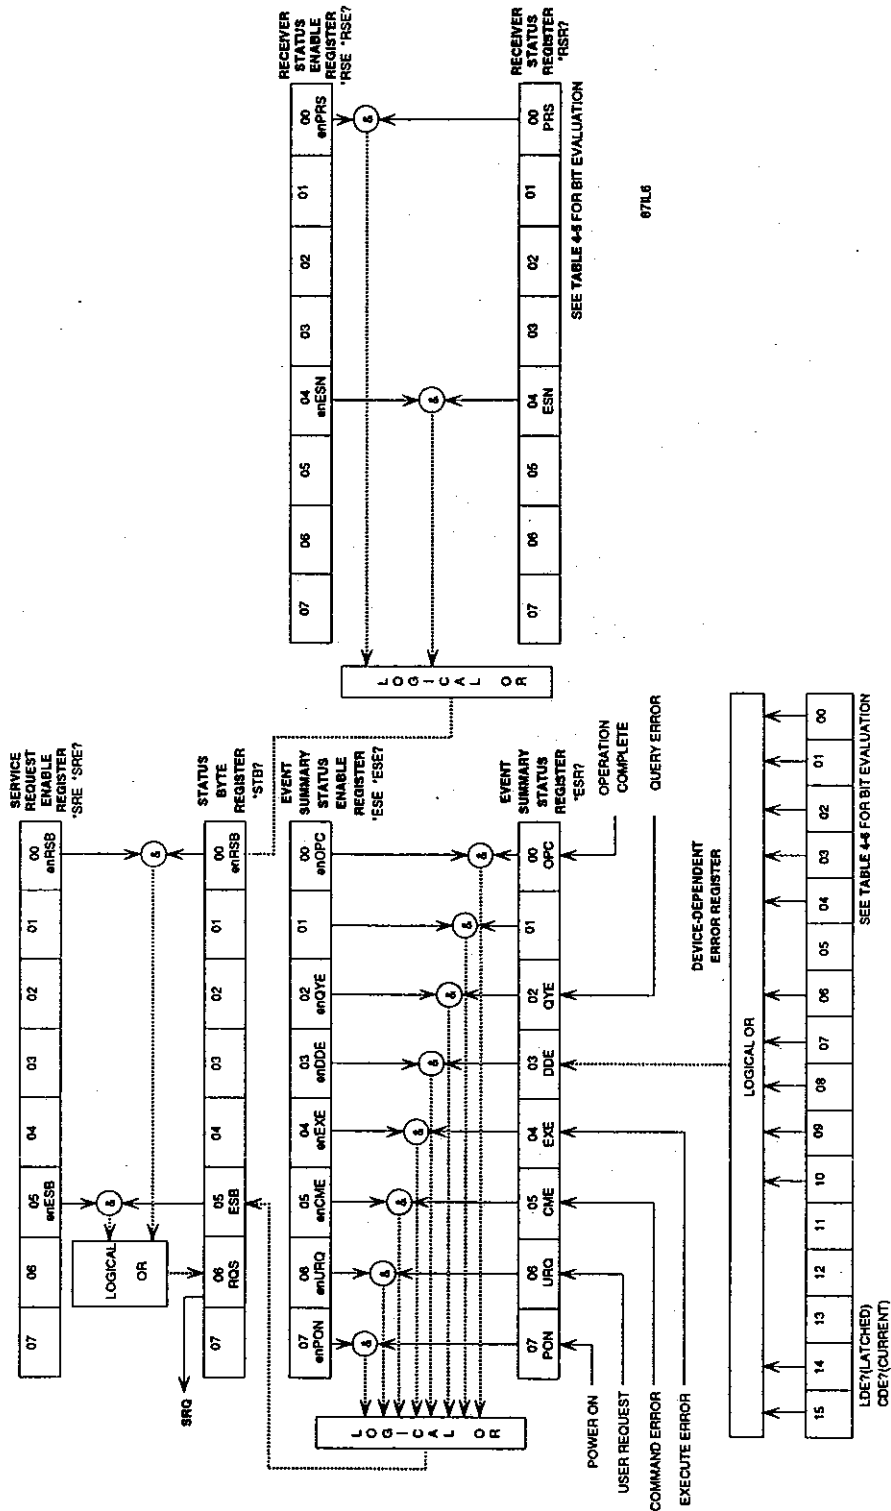 SERVICE
REQUEST
ENABLE
REGISTER
*SRE *SRE?
07
06
05
enESB
04
03
02
01
00
enRSB
&
&
LOGICAL
OR
SRQ
STATUS
BYTE
REGISTER
*STB?
07
06
RQS
05
ESB
04
03
02
01
00
enRSB
EVENT
SUMMARY
STATUS
ENABLE
REGISTER
*ESE *ESE?
07
enPON
06
enURQ
05
enCME
04
enEXE
03
enDDE
02
enQYE
01
00
enOPC
&
&
&
&
&
&
&
&
LOGICAL OR
EVENT
SUMMARY
STATUS
REGISTER
*ESR?
07
PON
06
URQ
05
CME
04
EXE
03
DDE
02
QYE
01
00
OPC
POWER ON
USER REQUEST
COMMAND ERROR
EXECUTE ERROR
OPERATION
COMPLETE
QUERY ERROR
DEVICE-DEPENDENT
ERROR REGISTER
LOGICAL OR
15
14
13
12
11
10
09
08
07
06
05
04
03
02
01
00
LDE?(LATCHED)
CDE?(CURRENT)
SEE TABLE 4-6 FOR BIT EVALUATION
RECEIVER
STATUS
ENABLE
REGISTER
*RSE *RSE?
07
06
05
04
enESN
03
02
01
00
enPRS
&
&
LOGICAL OR
RECEIVER
STATUS
REGISTER
*RSR?
07
06
05
04
ESN
03
02
01
00
PRS
SEE TABLE 4-5 FOR BIT EVALUATION
871L6